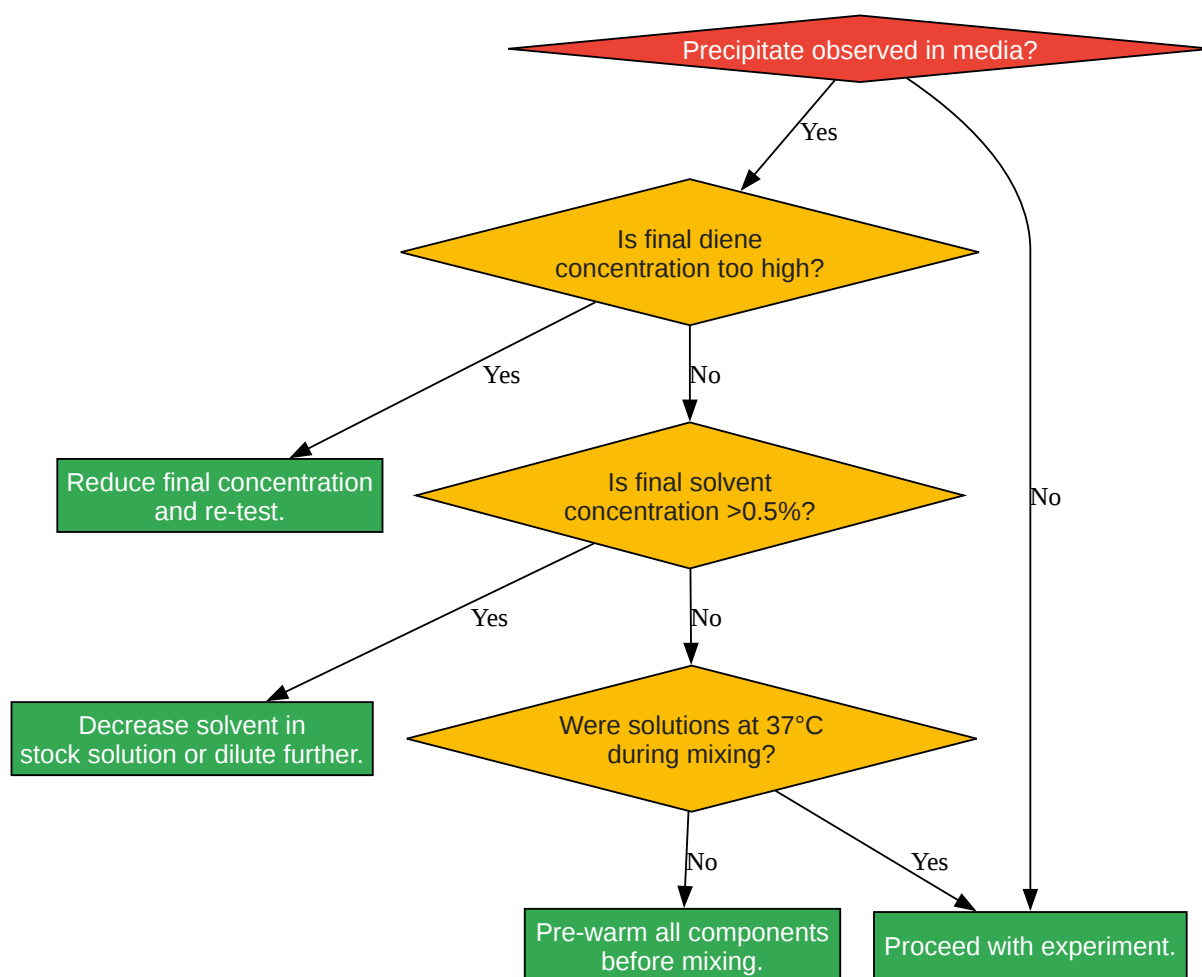 Precipitate observed in media?
Yes
Is final diene
concentration too high?
Yes
No
Reduce final concentration
and re-test.
Is final solvent
concentration >0.5%?
No
Yes
No
Decrease solvent in
stock solution or dilute further.
Were solutions at 37°C
during mixing?
No
Yes
Pre-warm all components
before mixing.
Proceed with experiment.